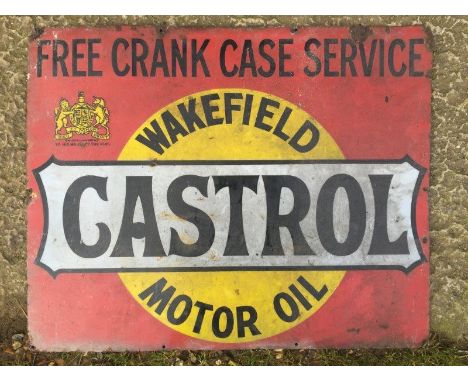 FREE CRANK CASE SERVICE
WAKEFIELD
CASTROL
MOTOR OIL